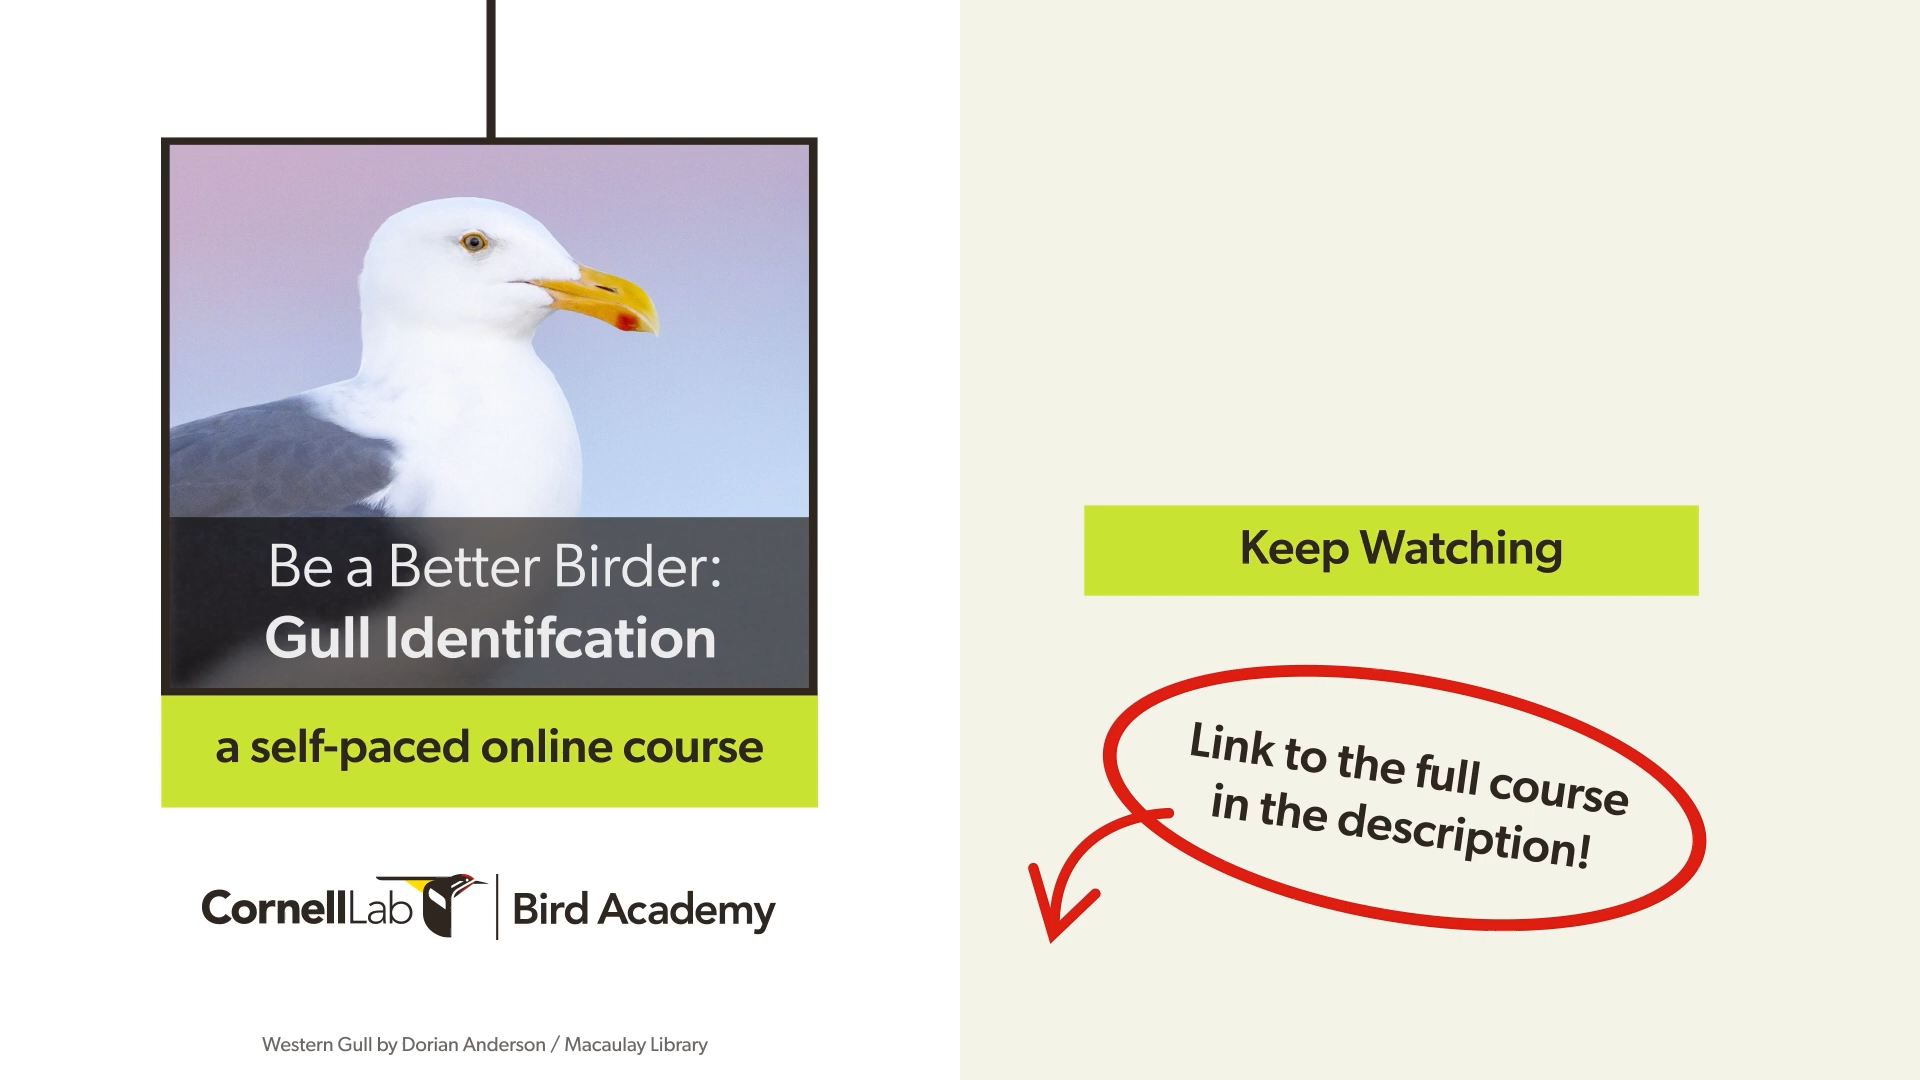 Be a Better Birder:
Gull Identifcation
a self-paced online course
CornellLab
Bird Academy
Western Gull by Dorian Anderson / Macaulay Library
Keep Watching
Link to the full course
in the description!